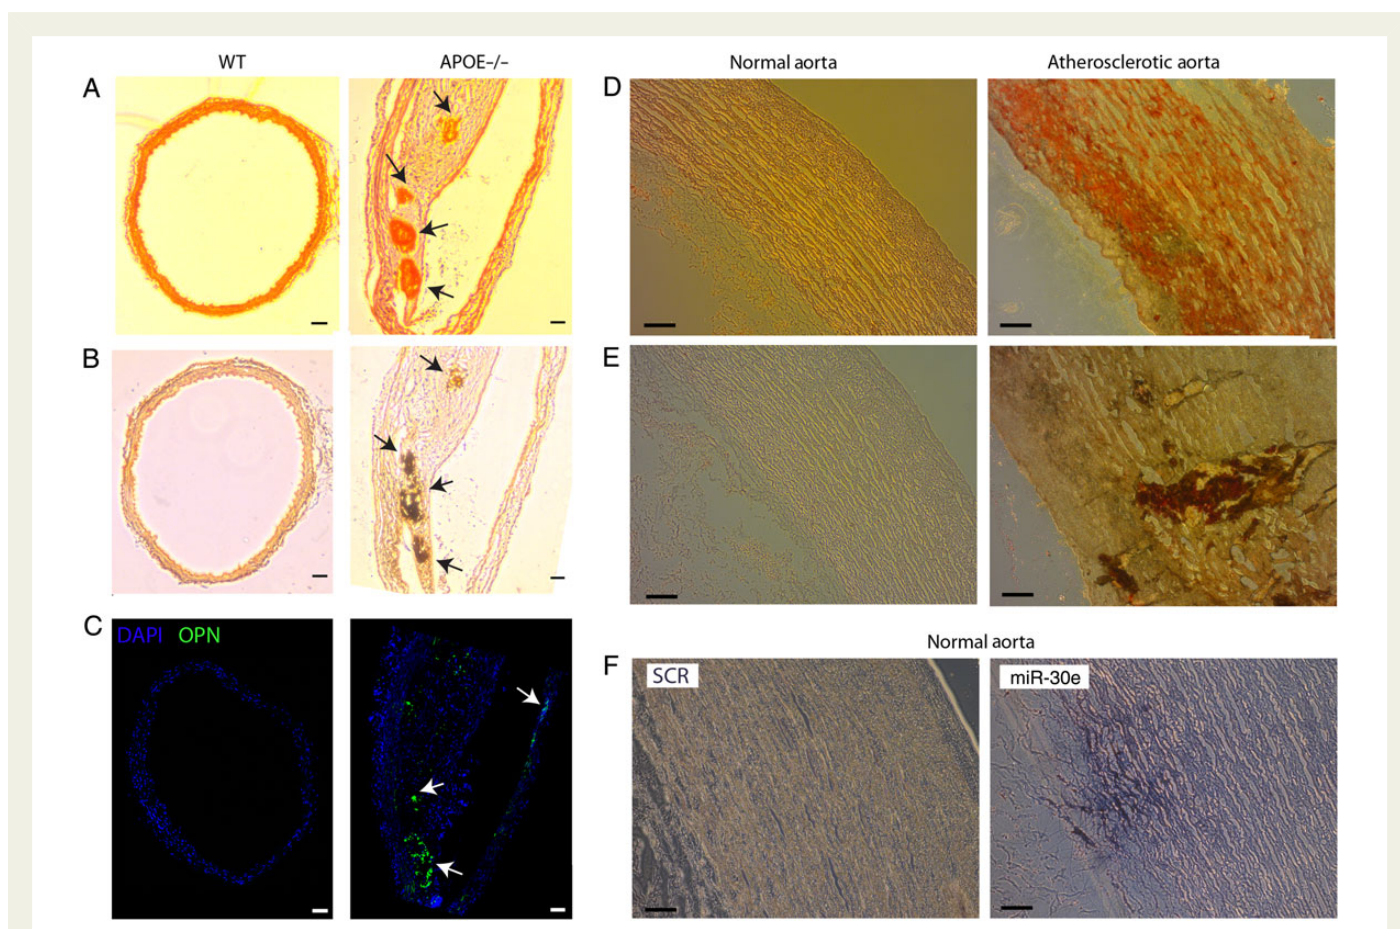 WT
APOE–/–
Normal aorta
Atherosclerotic aorta
A
D
B
E
C
DAPI OPN
Normal aorta
F
SCR
miR-30e